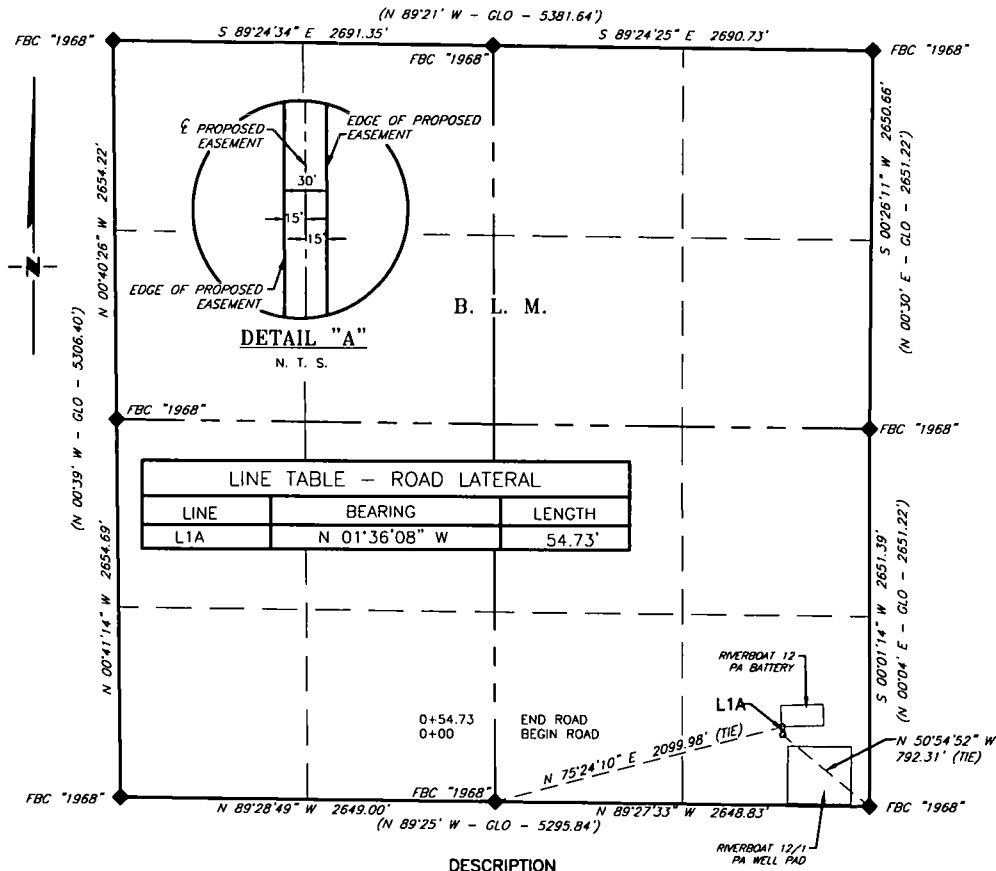 (N 89°21' W - GLO - 5381.64')
S 89°24'34" E 2691.35'
S 89°24'25" E 2690.73'
FBC "1968"
FBC "1968"
FBC "1968"
℄ PROPOSED
EASEMENT
EDGE OF PROPOSED
EASEMENT
30'
15'
15'
EDGE OF PROPOSED
EASEMENT
DETAIL "A"
N. T. S.
B. L. M.
N
N 00°40'26" W 2654.22'
(N 00°39' W - GLO - 5306.40')
S 00°26'11" W 2650.66'
(N 00°30' E - GLO - 2651.22')
FBC "1968"
FBC "1968"
LINE TABLE - ROAD LATERAL
LINE BEARING LENGTH
L1A N 01°36'08" W 54.73'
N 00°41'14" W 2654.69'
S 00°01'14" W 2651.39'
(N 00°04' E - GLO - 2651.22')
RIVERBOAT 12
PA BATTERY
L1A
0+54.73 END ROAD
0+00 BEGIN ROAD
N 75°24'10" E 2099.98' (TIE)
N 50°54'52" W
792.31' (TIE)
FBC "1968"
N 89°28'49" W 2649.00'
FBC "1968"
N 89°27'33" W 2648.83'
FBC "1968"
(N 89°25' W - GLO - 5295.84')
RIVERBOAT 12/1
PA WELL PAD
DESCRIPTION